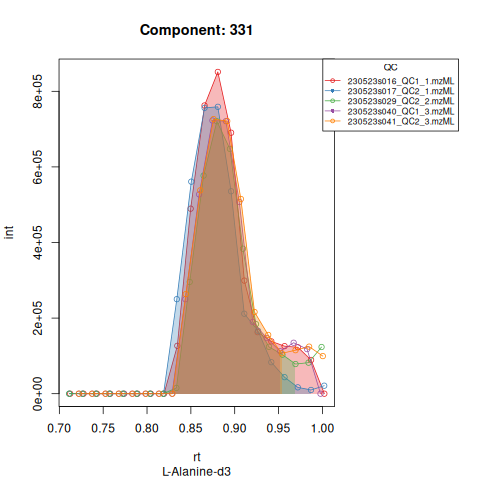 Component: 331
QC
230523s016_QC1_1.mzML
230523s017_QC2_1.mzML
230523s029_QC2_2.mzML
230523s040_QC1_3.mzML
230523s041_QC2_3.mzML
int
8e+05
6e+05
4e+05
2e+05
0e+00
0.70 0.75 0.80 0.85 0.90 0.95 1.00
rt
L-Alanine-d3